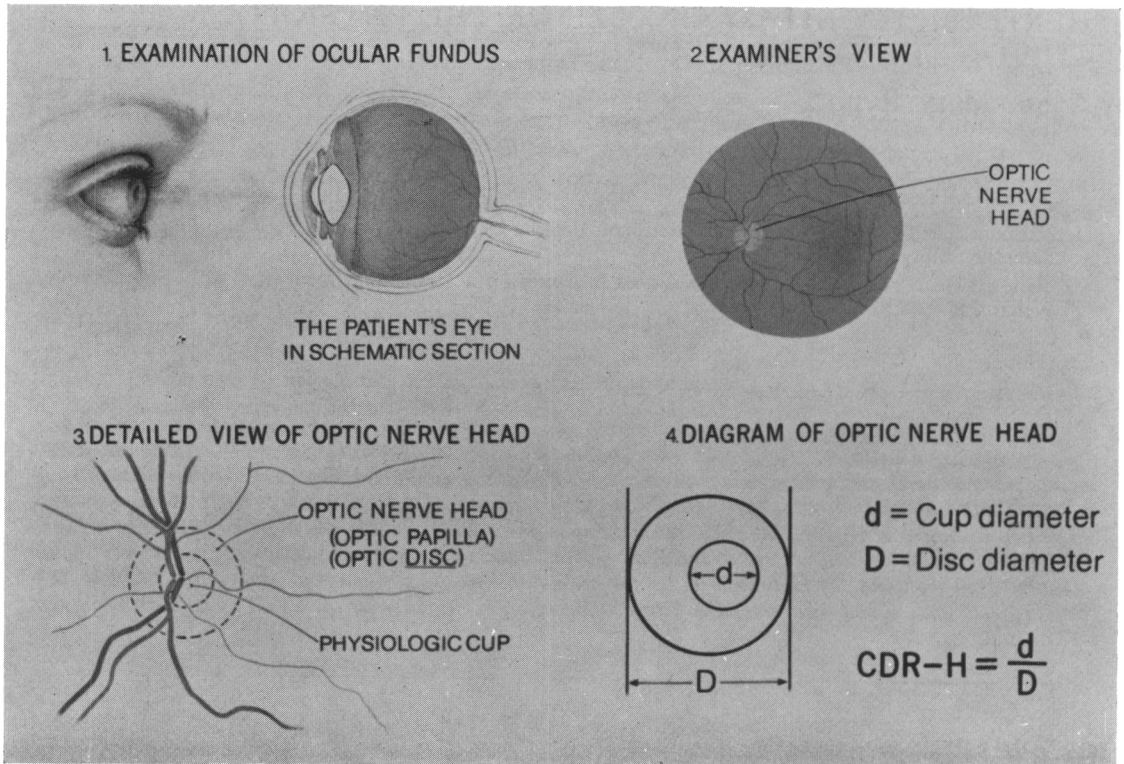 1. EXAMINATION OF OCULAR FUNDUS
THE PATIENT'S EYE
IN SCHEMATIC SECTION
2. EXAMINER'S VIEW
OPTIC
NERVE
HEAD
3. DETAILED VIEW OF OPTIC NERVE HEAD
OPTIC NERVE HEAD
(OPTIC PAPILLA)
(OPTIC DISC)
PHYSIOLOGIC CUP
4. DIAGRAM OF OPTIC NERVE HEAD
d
D
d = Cup diameter
D = Disc diameter
CDR-H = d/D